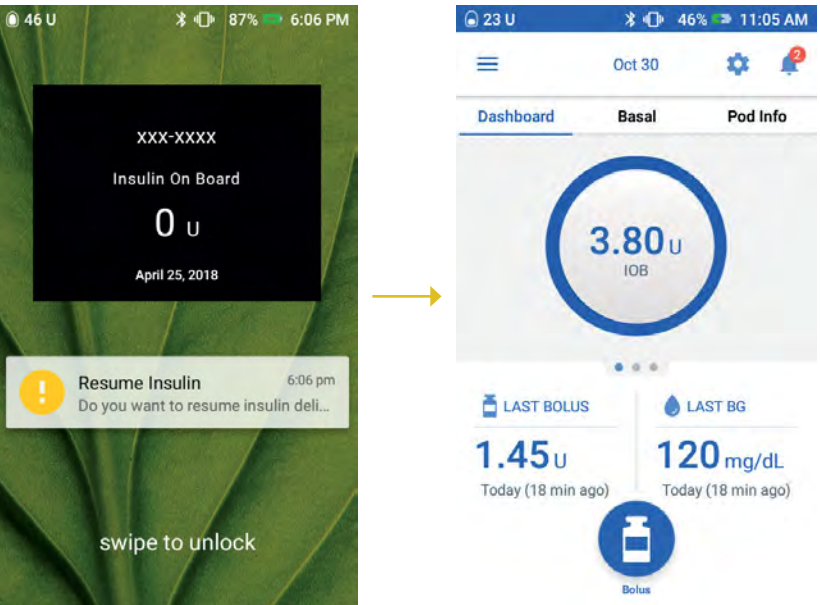 46 U 87% 6:06 PM
xxx-xxxx
Insulin On Board
0 U
April 25, 2018
Resume Insulin 6:06 pm
Do you want to resume insulin deli...
swipe to unlock
23 U 46% 11:05 AM
Oct 30 2
Dashboard Basal Pod Info
3.80 U
IOB
LAST BOLUS LAST BG
1.45 U 120 mg/dL
Today (18 min ago) Today (18 min ago)
Bolus